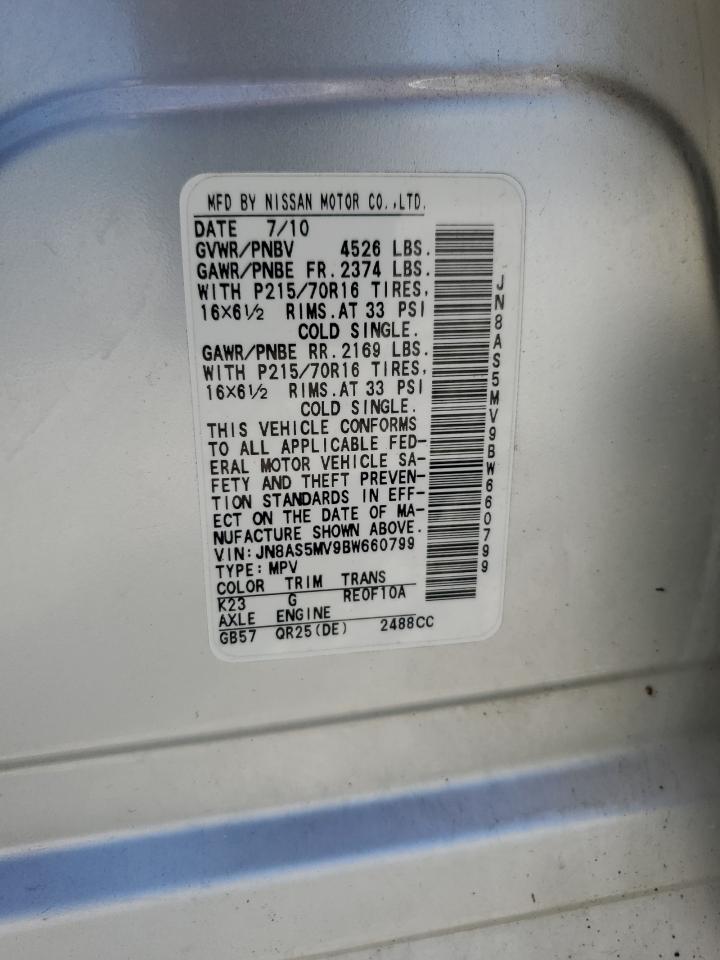 MFD BY NISSAN MOTOR CO.,LTD.
DATE 7/10
GVWR/PNBV 4526 LBS.
GAWR/PNBE FR. 2374 LBS.
WITH P215/70R16 TIRES,
16×6½ RIMS.AT 33 PSI
COLD SINGLE.
GAWR/PNBE RR. 2169 LBS.
WITH P215/70R16 TIRES,
16×6½ RIMS.AT 33 PSI
COLD SINGLE.
THIS VEHICLE CONFORMS
TO ALL APPLICABLE FED-
ERAL MOTOR VEHICLE SA-
FETY AND THEFT PREVEN-
TION STANDARDS IN EFF-
ECT ON THE DATE OF MA-
NUFACTURE SHOWN ABOVE.
VIN:JN8AS5MV9BW660799
TYPE:MPV
COLOR TRIM TRANS
K23 G RE0F10A
AXLE ENGINE
GB57 QR25(DE) 2488CC
JN8AS5MV9BW660799